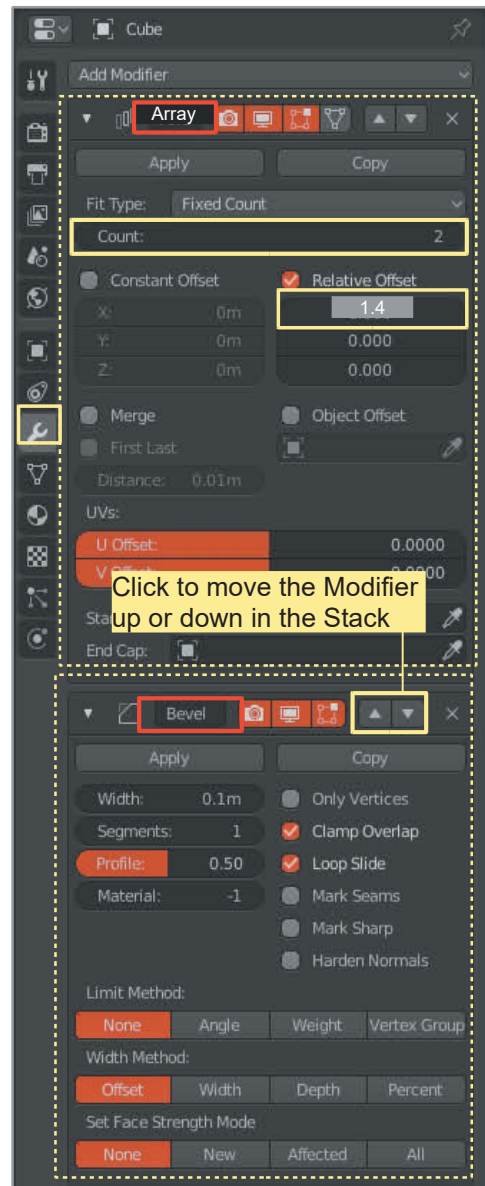 Cube
Add Modifier
Array
Apply Copy
Fit Type: Fixed Count
Count: 2
Constant Offset Relative Offset
X: 0m 1.4
Y: 0m 0.000
Z: 0m 0.000
Merge Object Offset
First Last
Distance: 0.01m
UVs:
U Offset: 0.0000
V Offset: 0.0000
Click to move the Modifier
up or down in the Stack
End Cap:
Bevel
Apply Copy
Width: 0.1m Only Vertices
Segments: 1 Clamp Overlap
Profile: 0.50 Loop Slide
Material: -1 Mark Seams
Mark Sharp
Harden Normals
Limit Method:
None Angle Weight Vertex Group
Width Method:
Offset Width Depth Percent
Set Face Strength Mode
None New Affected All